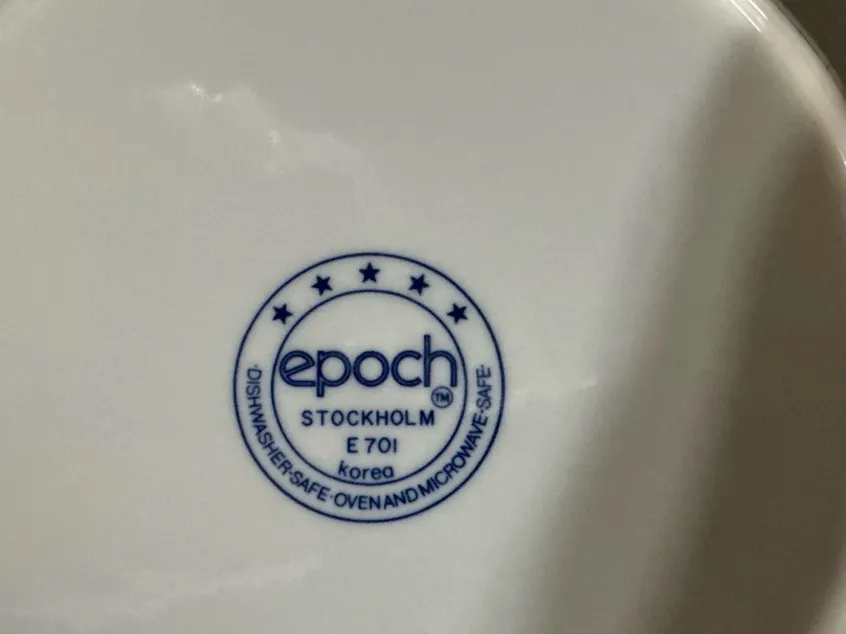 epoch
TM
STOCKHOLM
E 701
korea
·DISHWASHER-SAFE·OVEN AND MICROWAVE-SAFE·